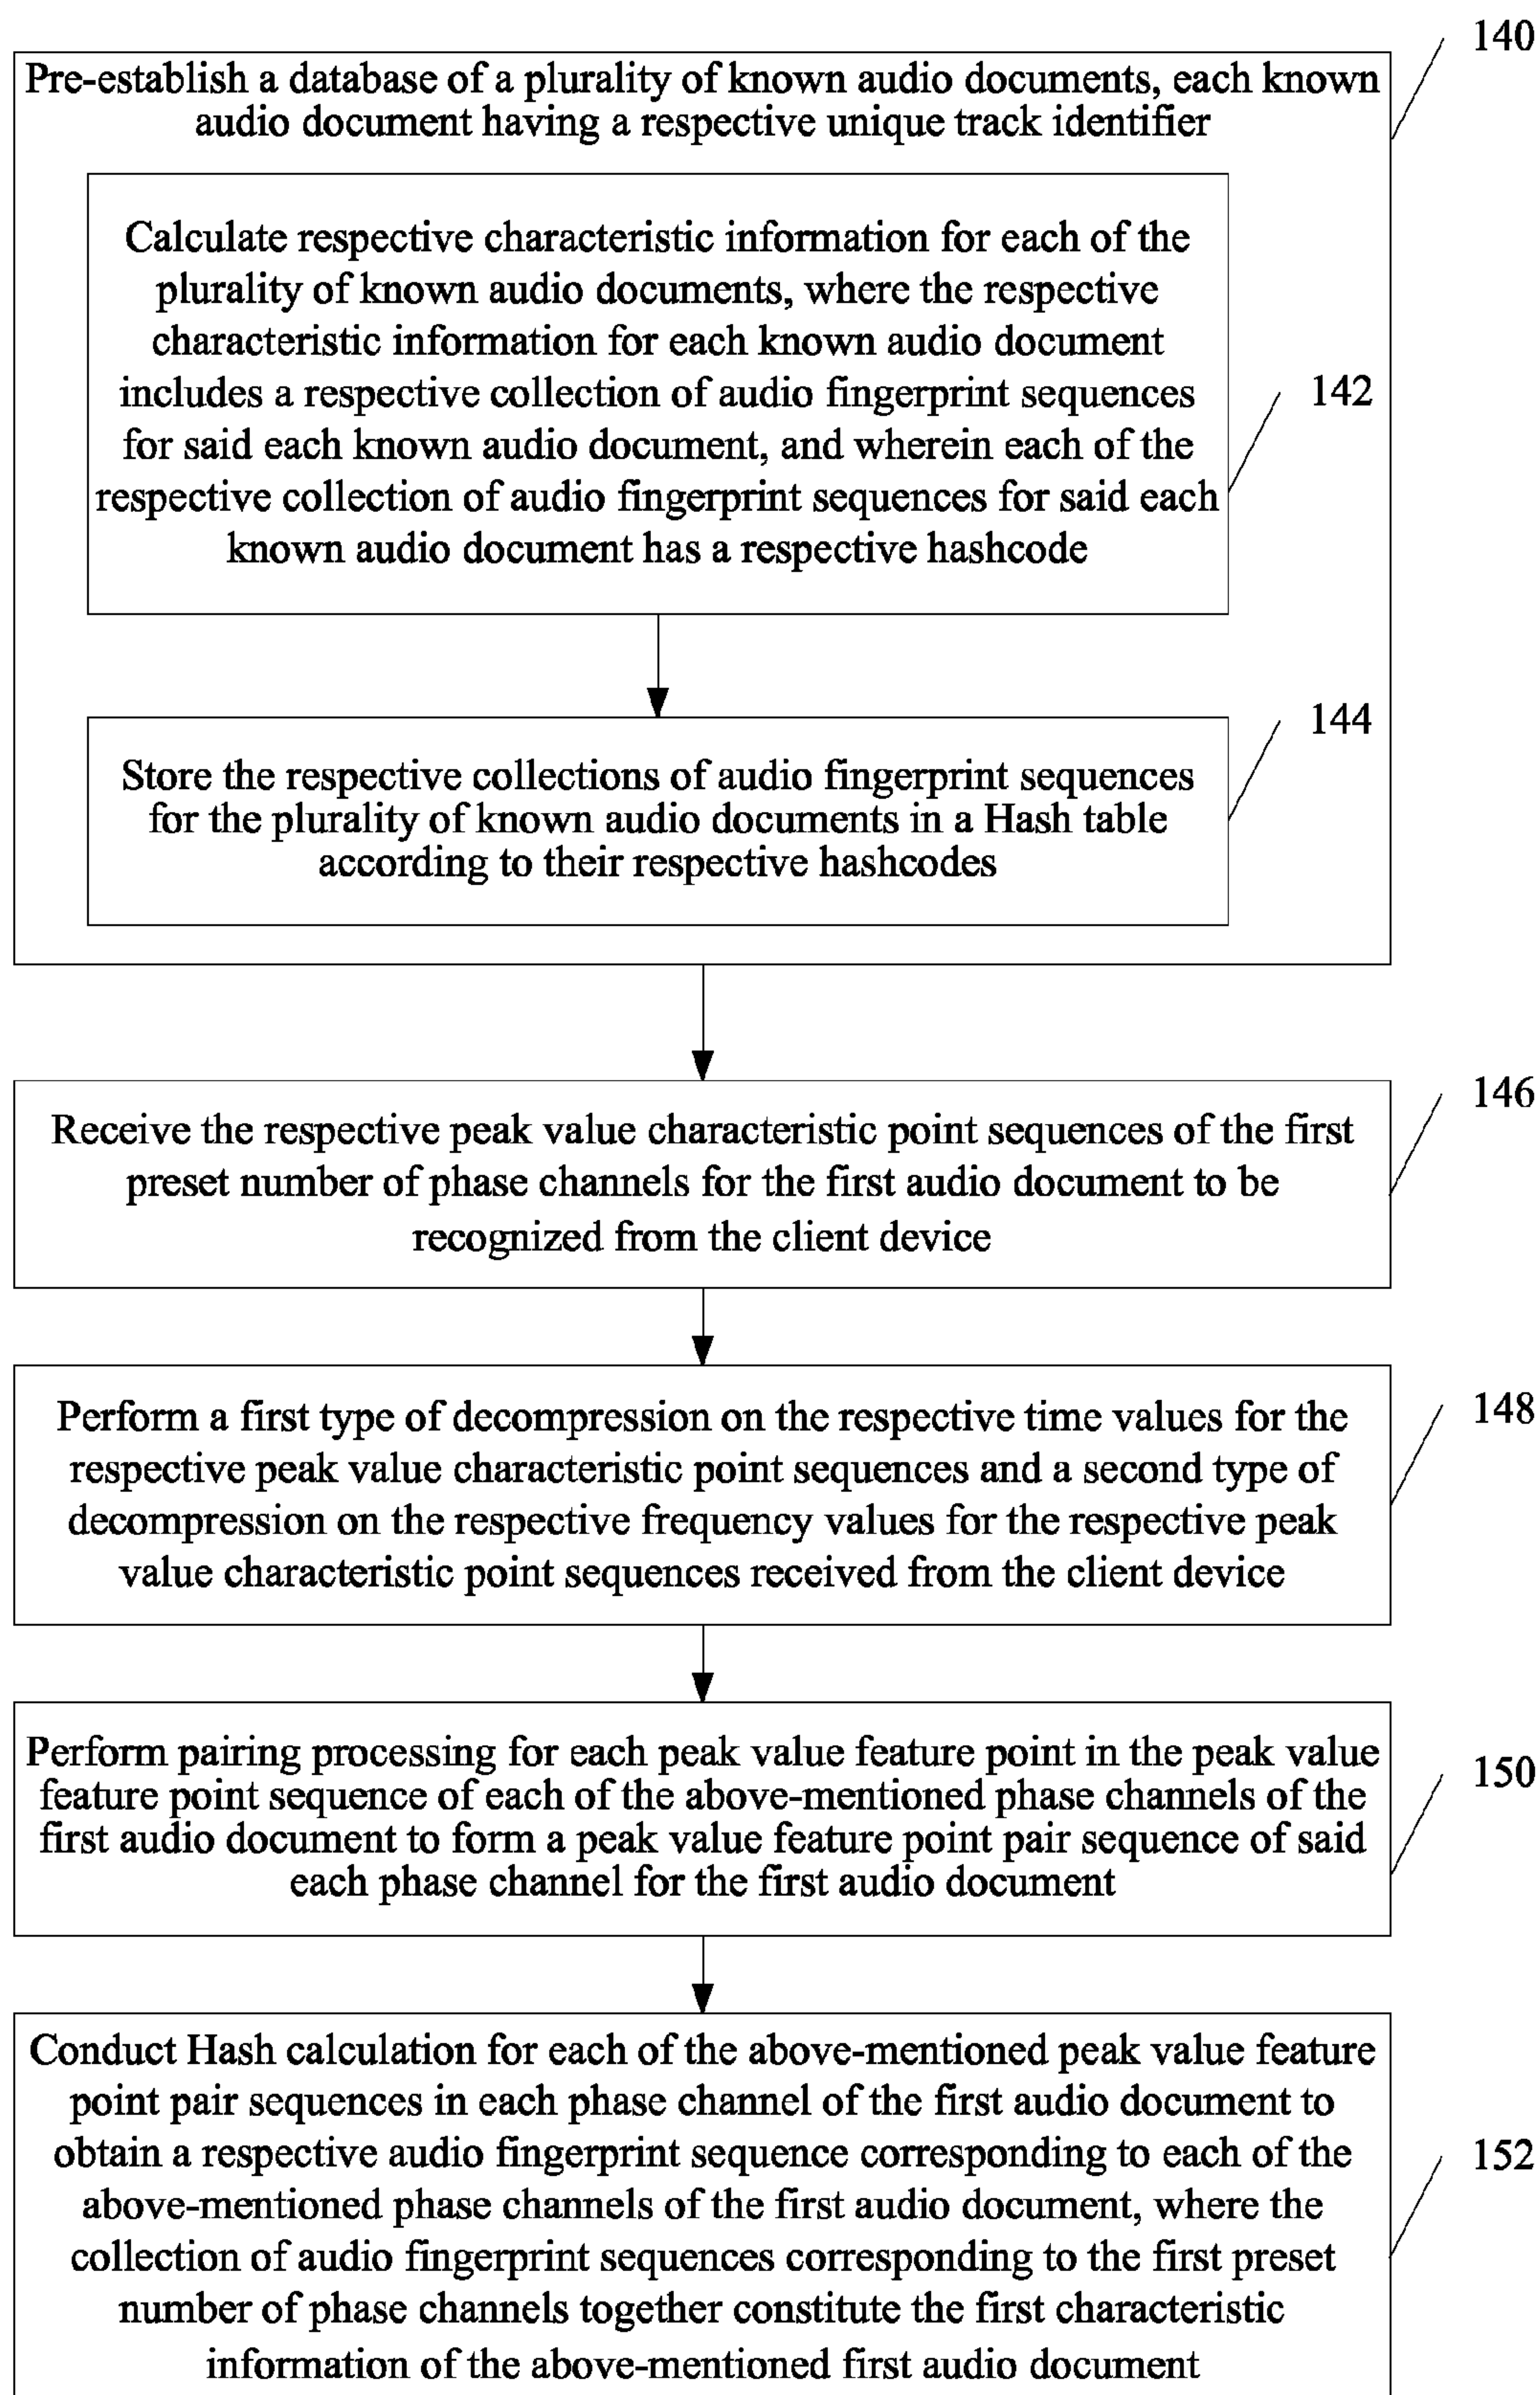 140
Pre-establish a database of a plurality of known audio documents, each known
audio document having a respective unique track identifier
Calculate respective characteristic information for each of the
plurality of known audio documents, where the respective
characteristic information for each known audio document
includes a respective collection of audio fingerprint sequences
for said each known audio document, and wherein each of the
respective collection of audio fingerprint sequences for said each
known audio document has a respective hashcode
142
144
Store the respective collections of audio fingerprint sequences
for the plurality of known audio documents in a Hash table
according to their respective hashcodes
146
Receive the respective peak value characteristic point sequences of the first
preset number of phase channels for the first audio document to be
recognized from the client device
148
Perform a first type of decompression on the respective time values for the
respective peak value characteristic point sequences and a second type of
decompression on the respective frequency values for the respective peak
value characteristic point sequences received from the client device
150
Perform pairing processing for each peak value feature point in the peak value
feature point sequence of each of the above-mentioned phase channels of the
first audio document to form a peak value feature point pair sequence of said
each phase channel for the first audio document
152
Conduct Hash calculation for each of the above-mentioned peak value feature
point pair sequences in each phase channel of the first audio document to
obtain a respective audio fingerprint sequence corresponding to each of the
above-mentioned phase channels of the first audio document, where the
collection of audio fingerprint sequences corresponding to the first preset
number of phase channels together constitute the first characteristic
information of the above-mentioned first audio document